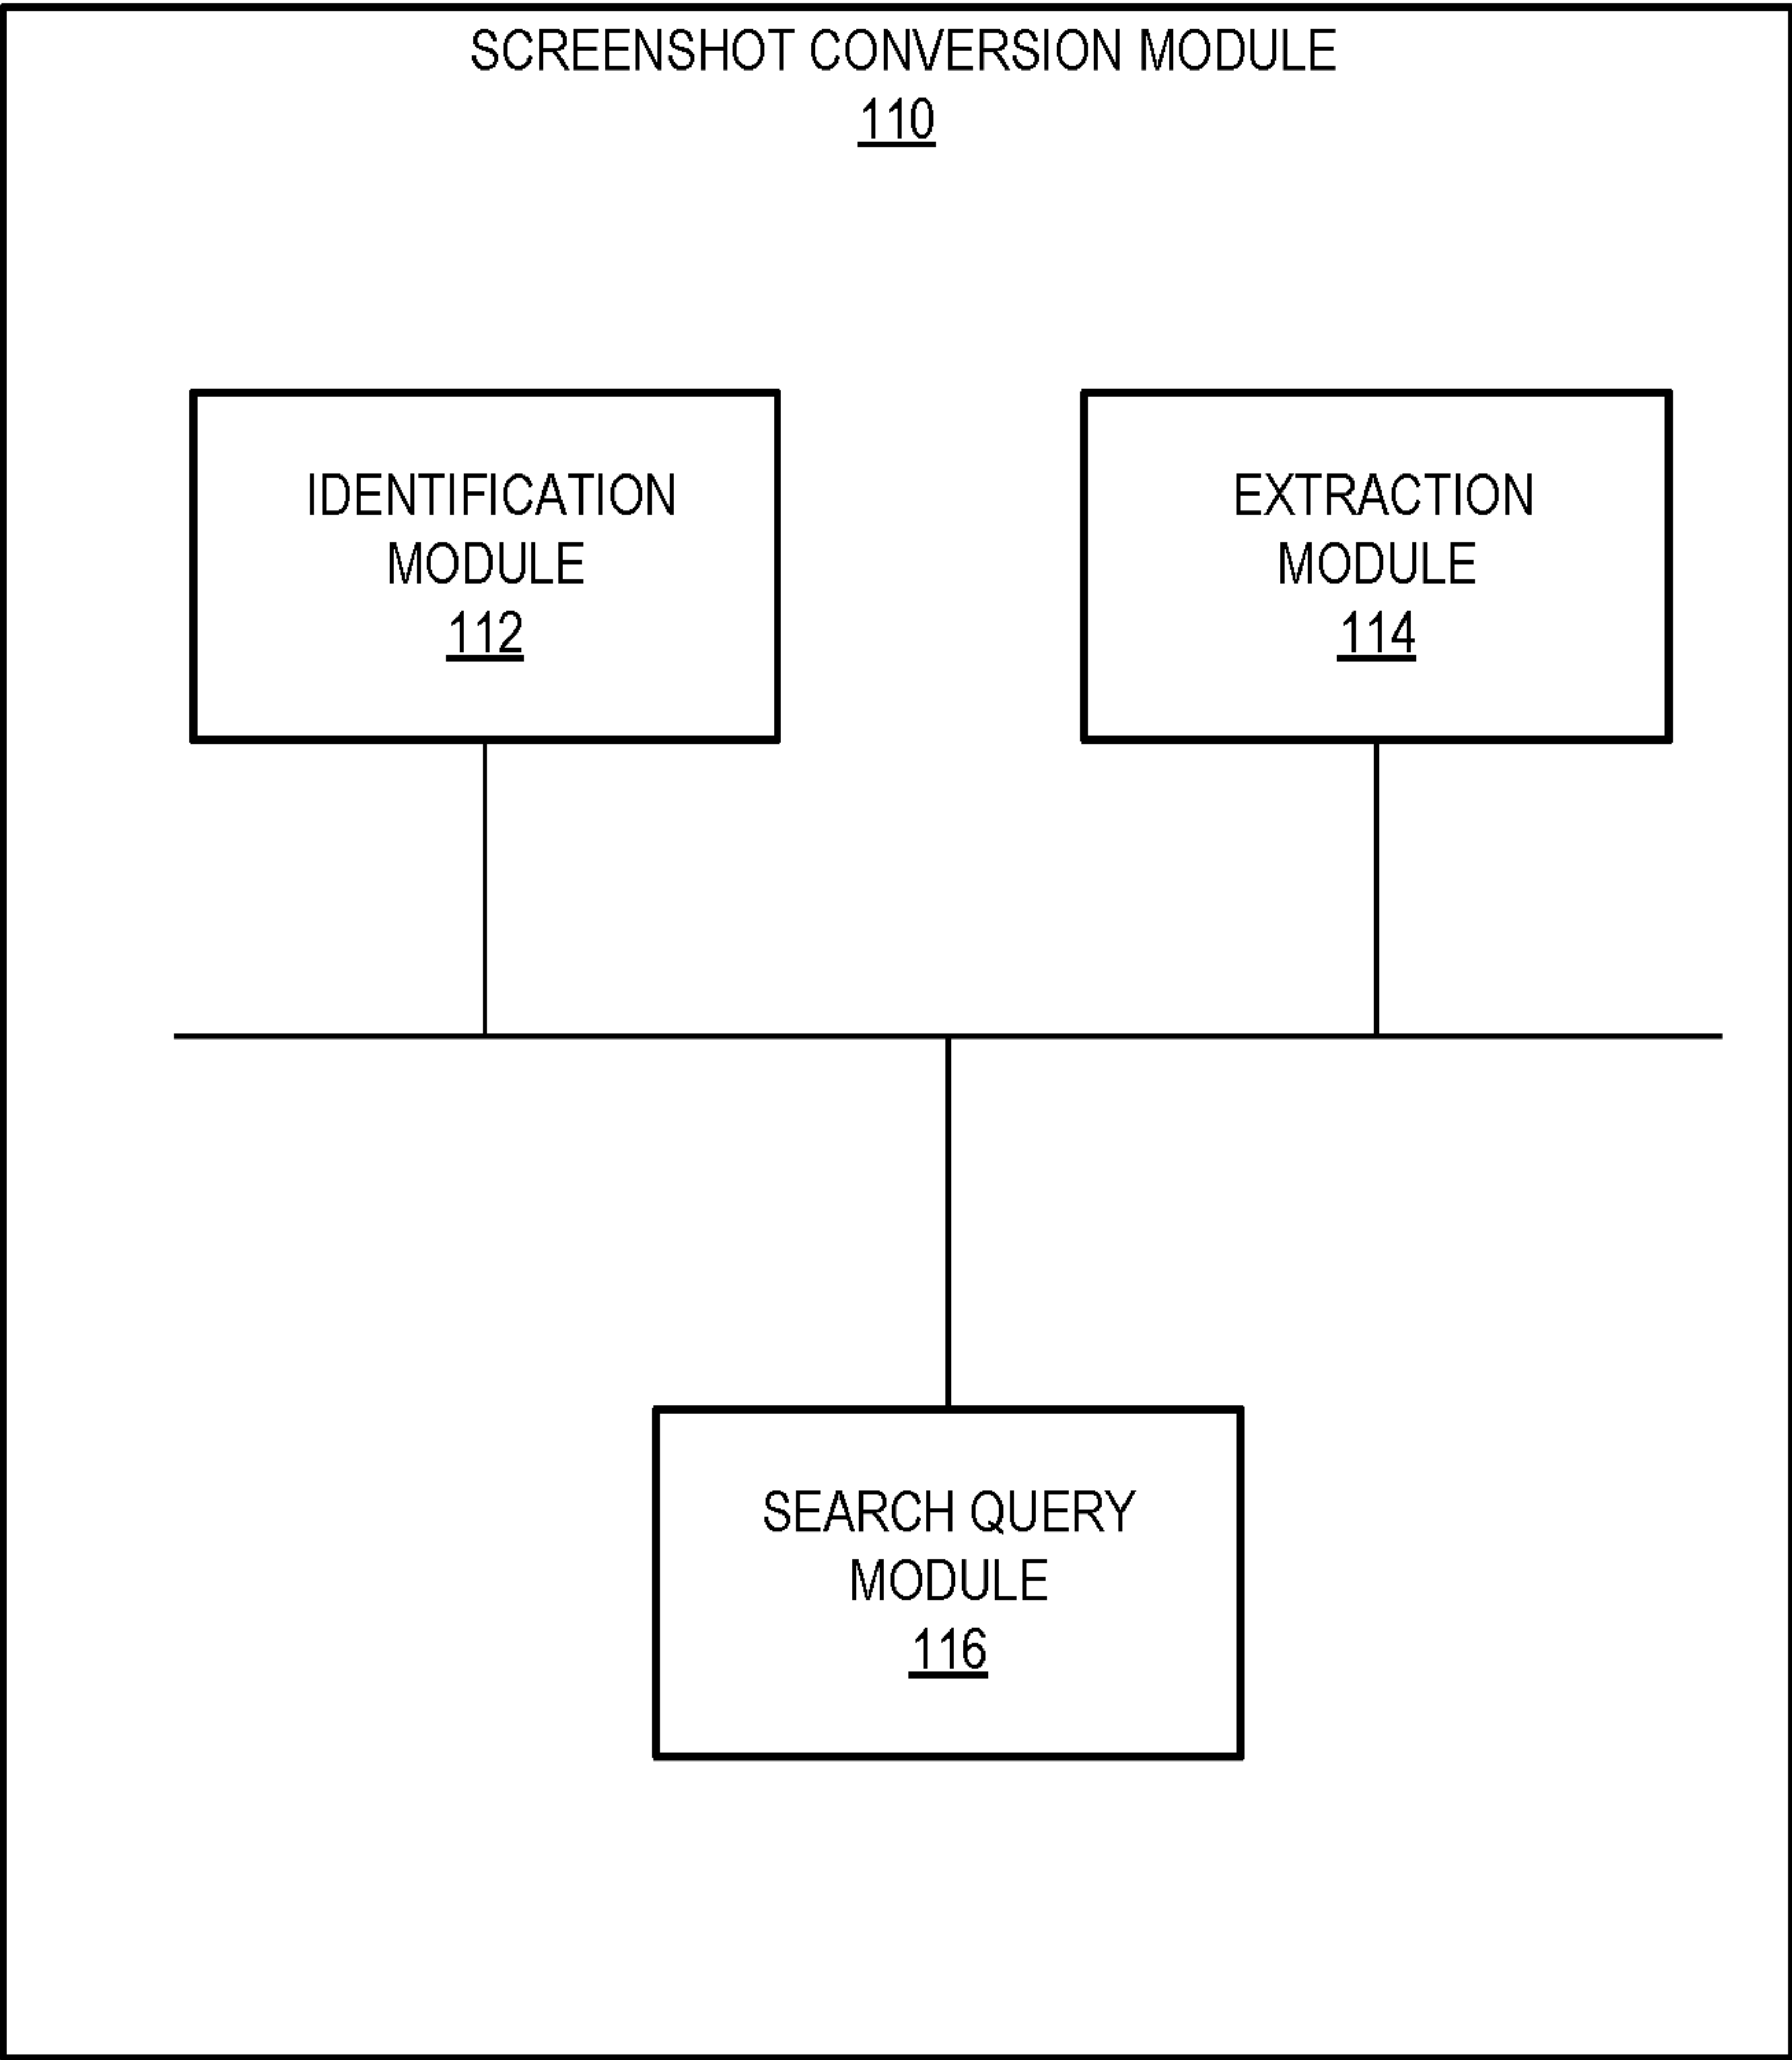 SCREENSHOT CONVERSION MODULE
110
IDENTIFICATION
MODULE
112
EXTRACTION
MODULE
114
SEARCH QUERY
MODULE
116